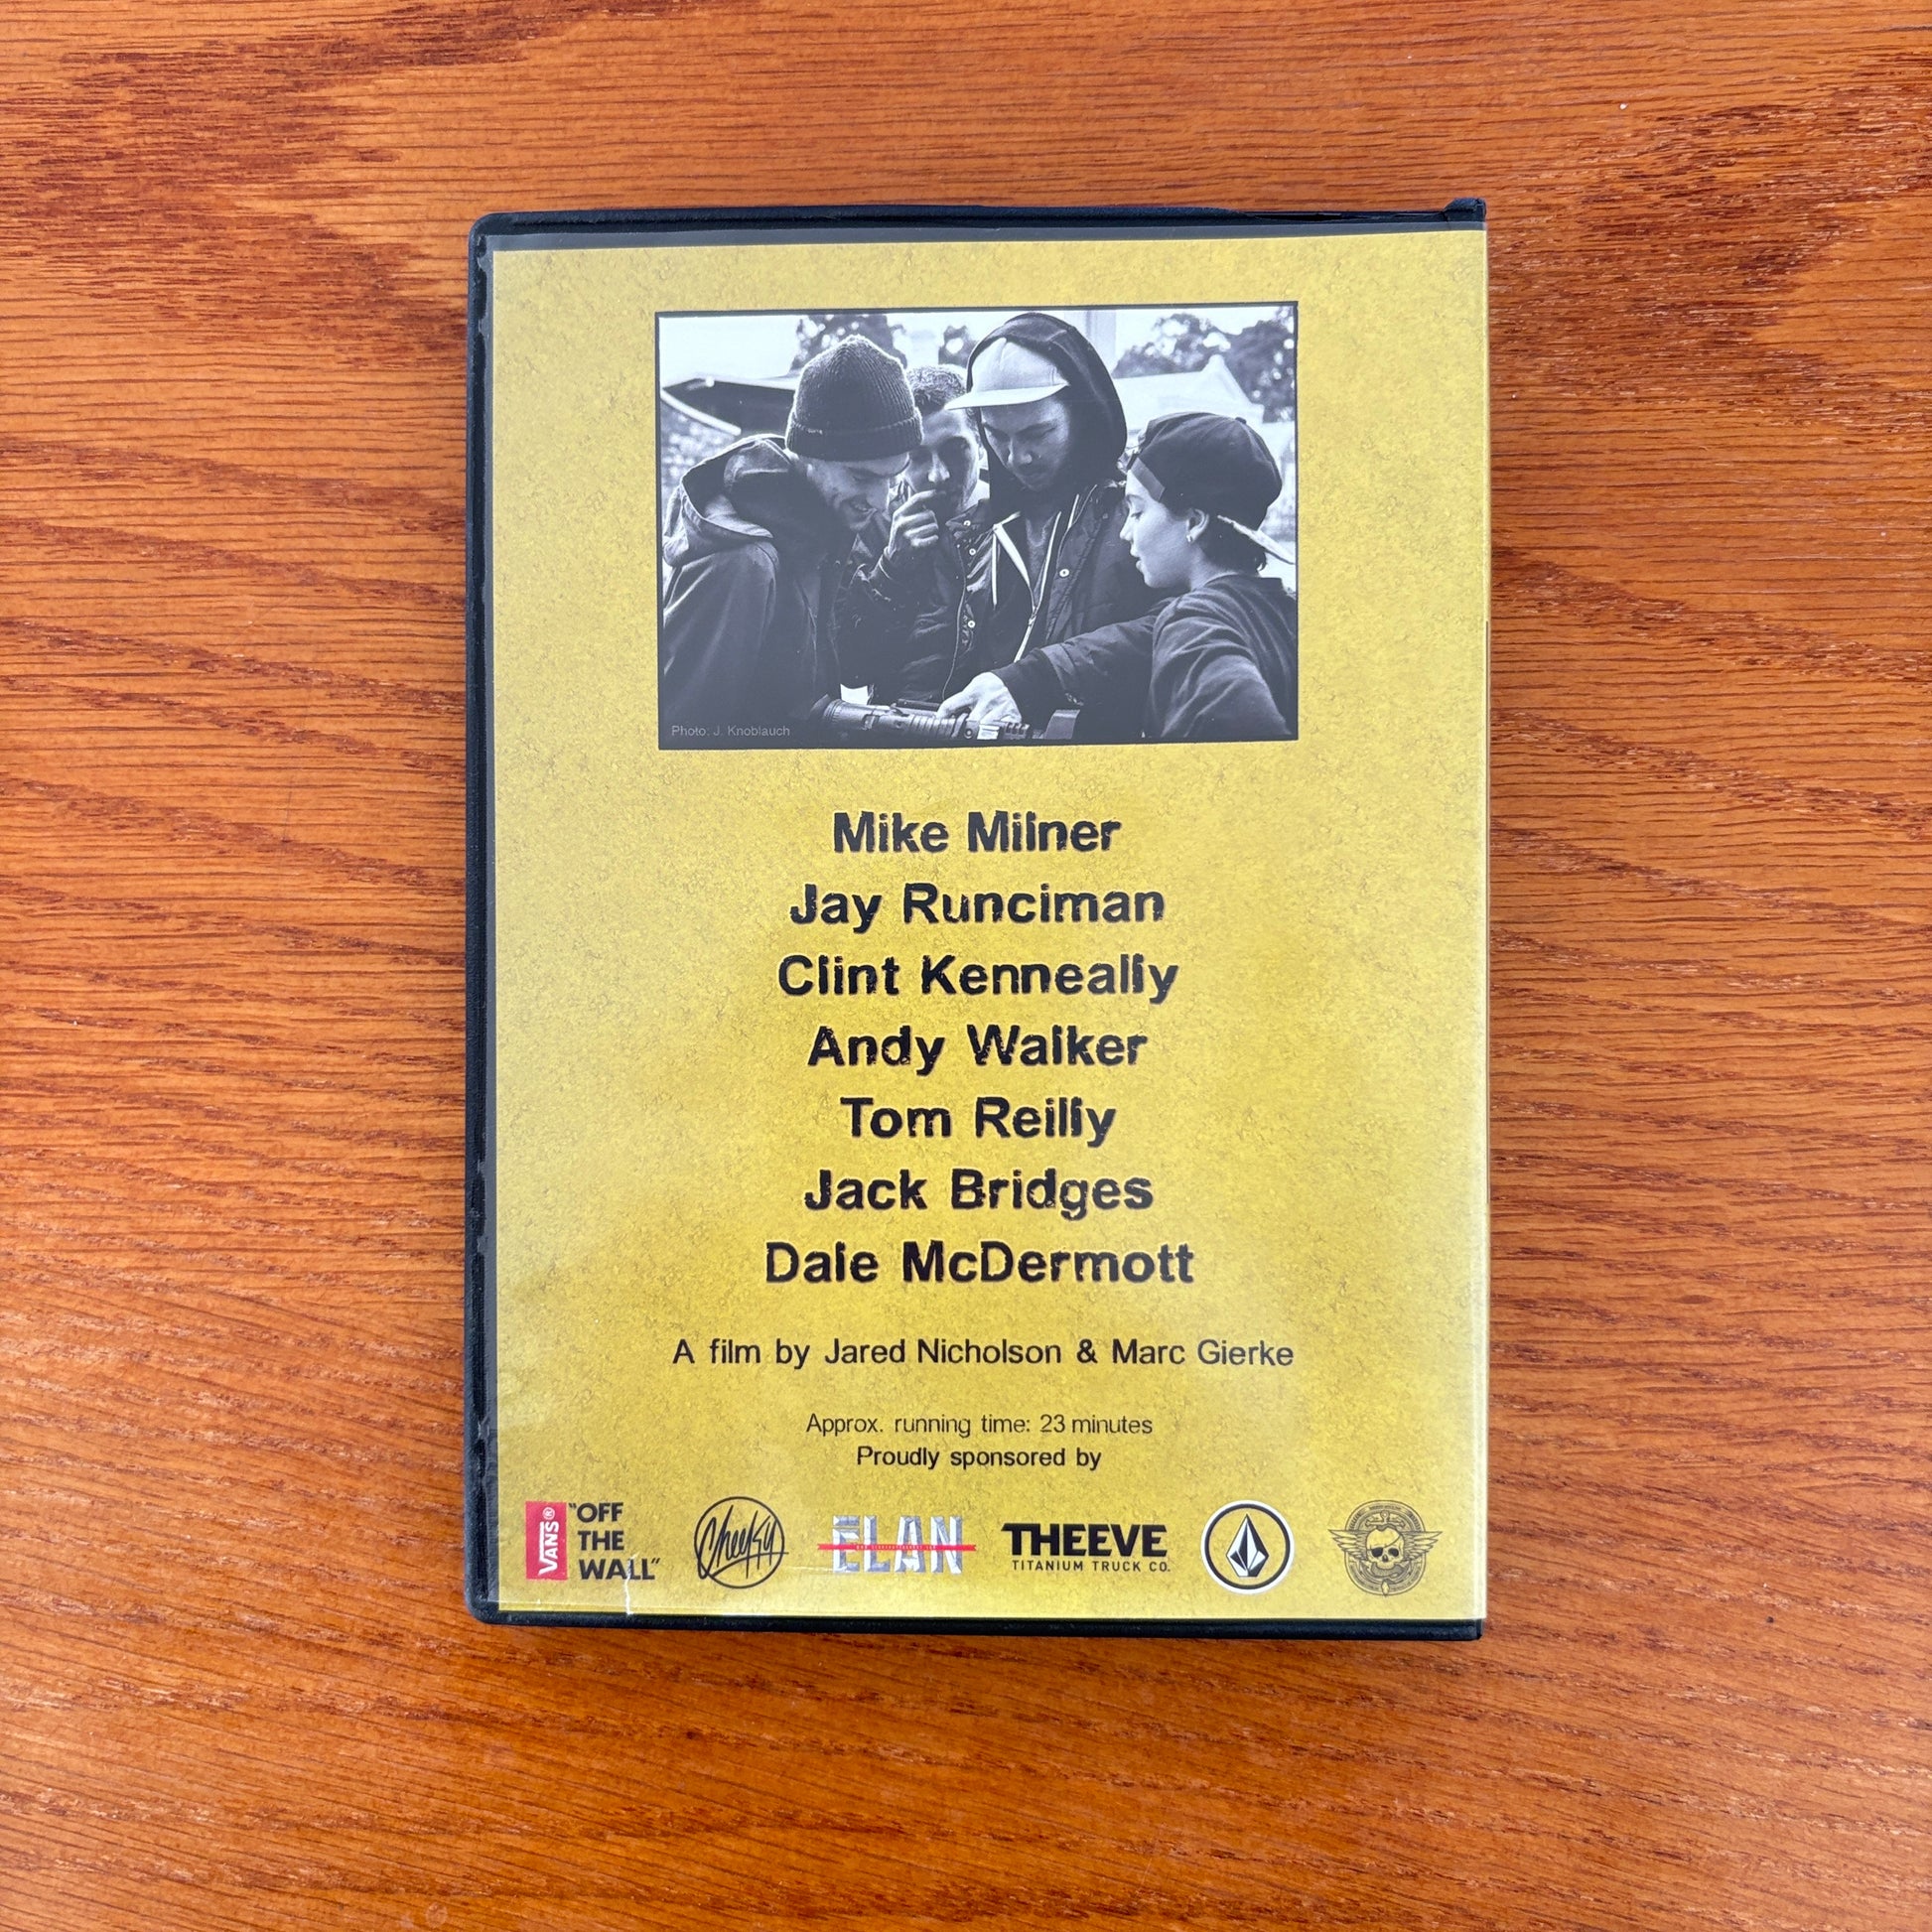 Photo: J. Knoblauch
Mike Milner
Jay Runciman
Clint Kenneally
Andy Walker
Tom Reilly
Jack Bridges
Dale McDermott
A film by Jared Nicholson & Marc Gierke
Approx. running time: 23 minutes
Proudly sponsored by
VANS® "OFF
THE
WALL"
Cheeky
ELAN
THEEVE
TITANIUM TRUCK CO.